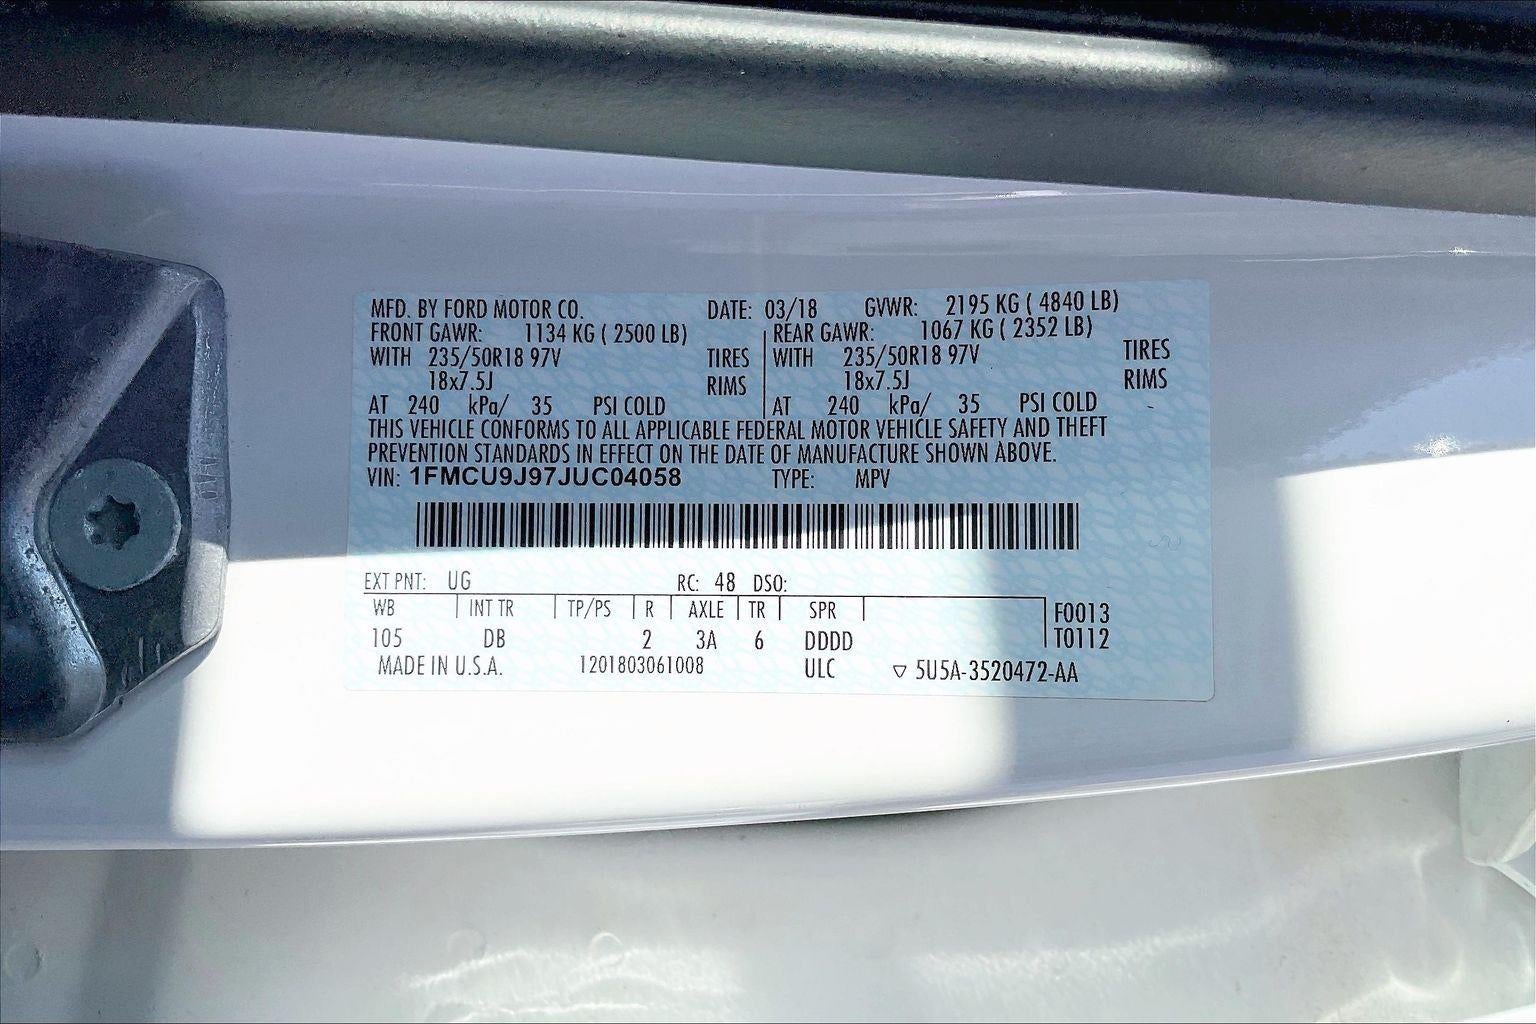 MFD. BY FORD MOTOR CO. DATE: 03/18 GVWR: 2195 KG ( 4840 LB)
FRONT GAWR: 1134 KG ( 2500 LB) REAR GAWR: 1067 KG ( 2352 LB)
WITH 235/50R18 97V TIRES WITH 235/50R18 97V TIRES
18x7.5J RIMS 18x7.5J RIMS
AT 240 kPa/ 35 PSI COLD AT 240 kPa/ 35 PSI COLD
THIS VEHICLE CONFORMS TO ALL APPLICABLE FEDERAL MOTOR VEHICLE SAFETY AND THEFT
PREVENTION STANDARDS IN EFFECT ON THE DATE OF MANUFACTURE SHOWN ABOVE.
VIN: 1FMCU9J97JUC04058 TYPE: MPV
EXT PNT: UG RC: 48 DSO:
WB INT TR TP/PS R AXLE TR SPR F0013
105 DB 2 3A 6 DDDD T0112
MADE IN U.S.A. 1201803061008 ULC ▽ 5U5A-3520472-AA